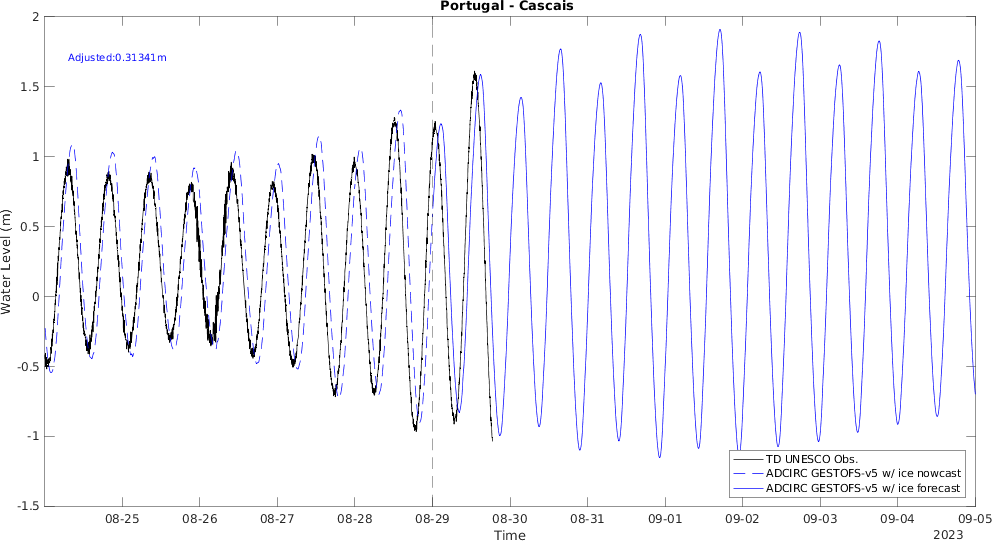 Portugal - Cascais
Adjusted:0.31341m
2
1.5
1
0.5
0
-0.5
-1
-1.5
Water Level (m)
TD UNESCO Obs.
ADCIRC GESTOFS-v5 w/ ice nowcast
ADCIRC GESTOFS-v5 w/ ice forecast
08-25 08-26 08-27 08-28 08-29 08-30 08-31 09-01 09-02 09-03 09-04 09-05
Time
2023